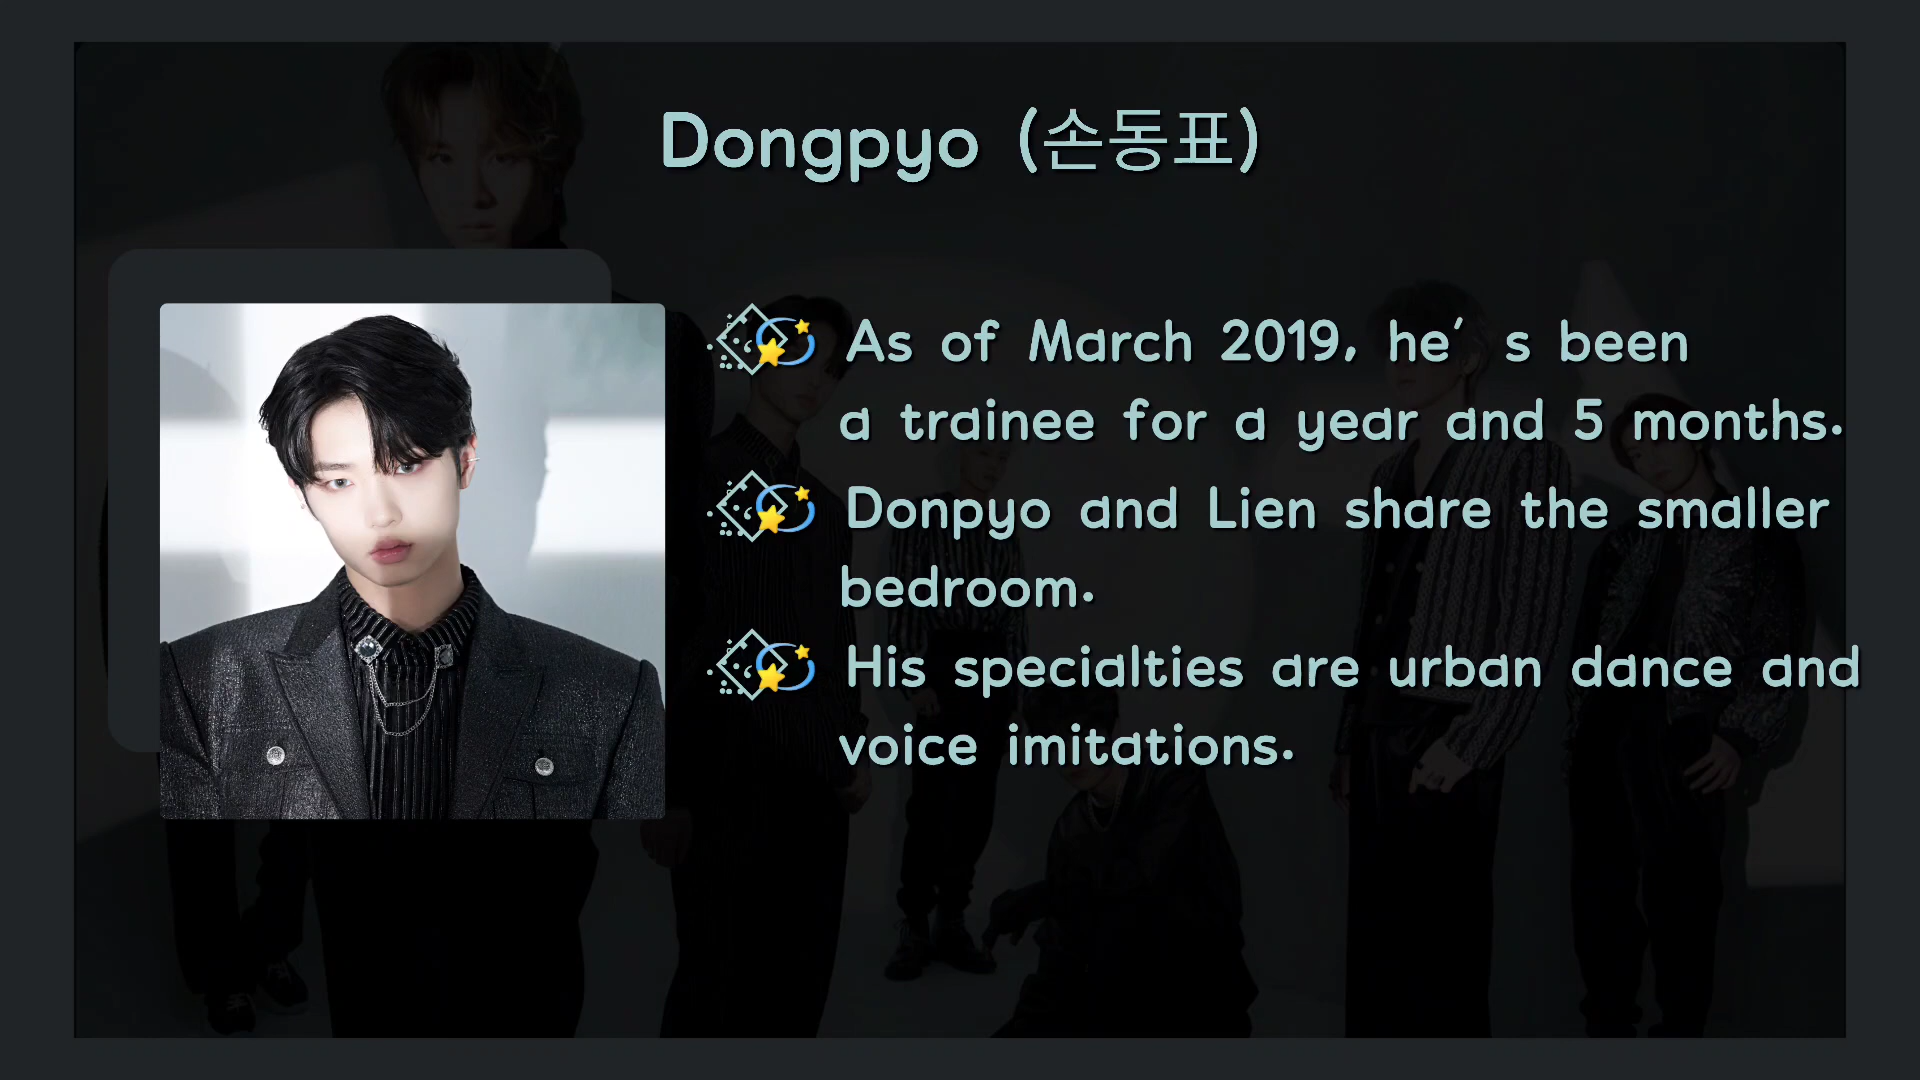 Dongpyo (손동표)
💫 As of March 2019, he’s been
a trainee for a year and 5 months.
💫 Donpyo and Lien share the smaller
bedroom.
💫 His specialties are urban dance and
voice imitations.